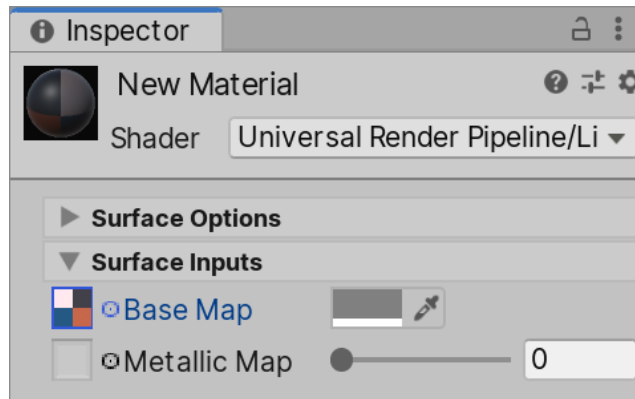 Inspector
New Material
Shader Universal Render Pipeline/Li
Surface Options
Surface Inputs
Base Map
Metallic Map 0